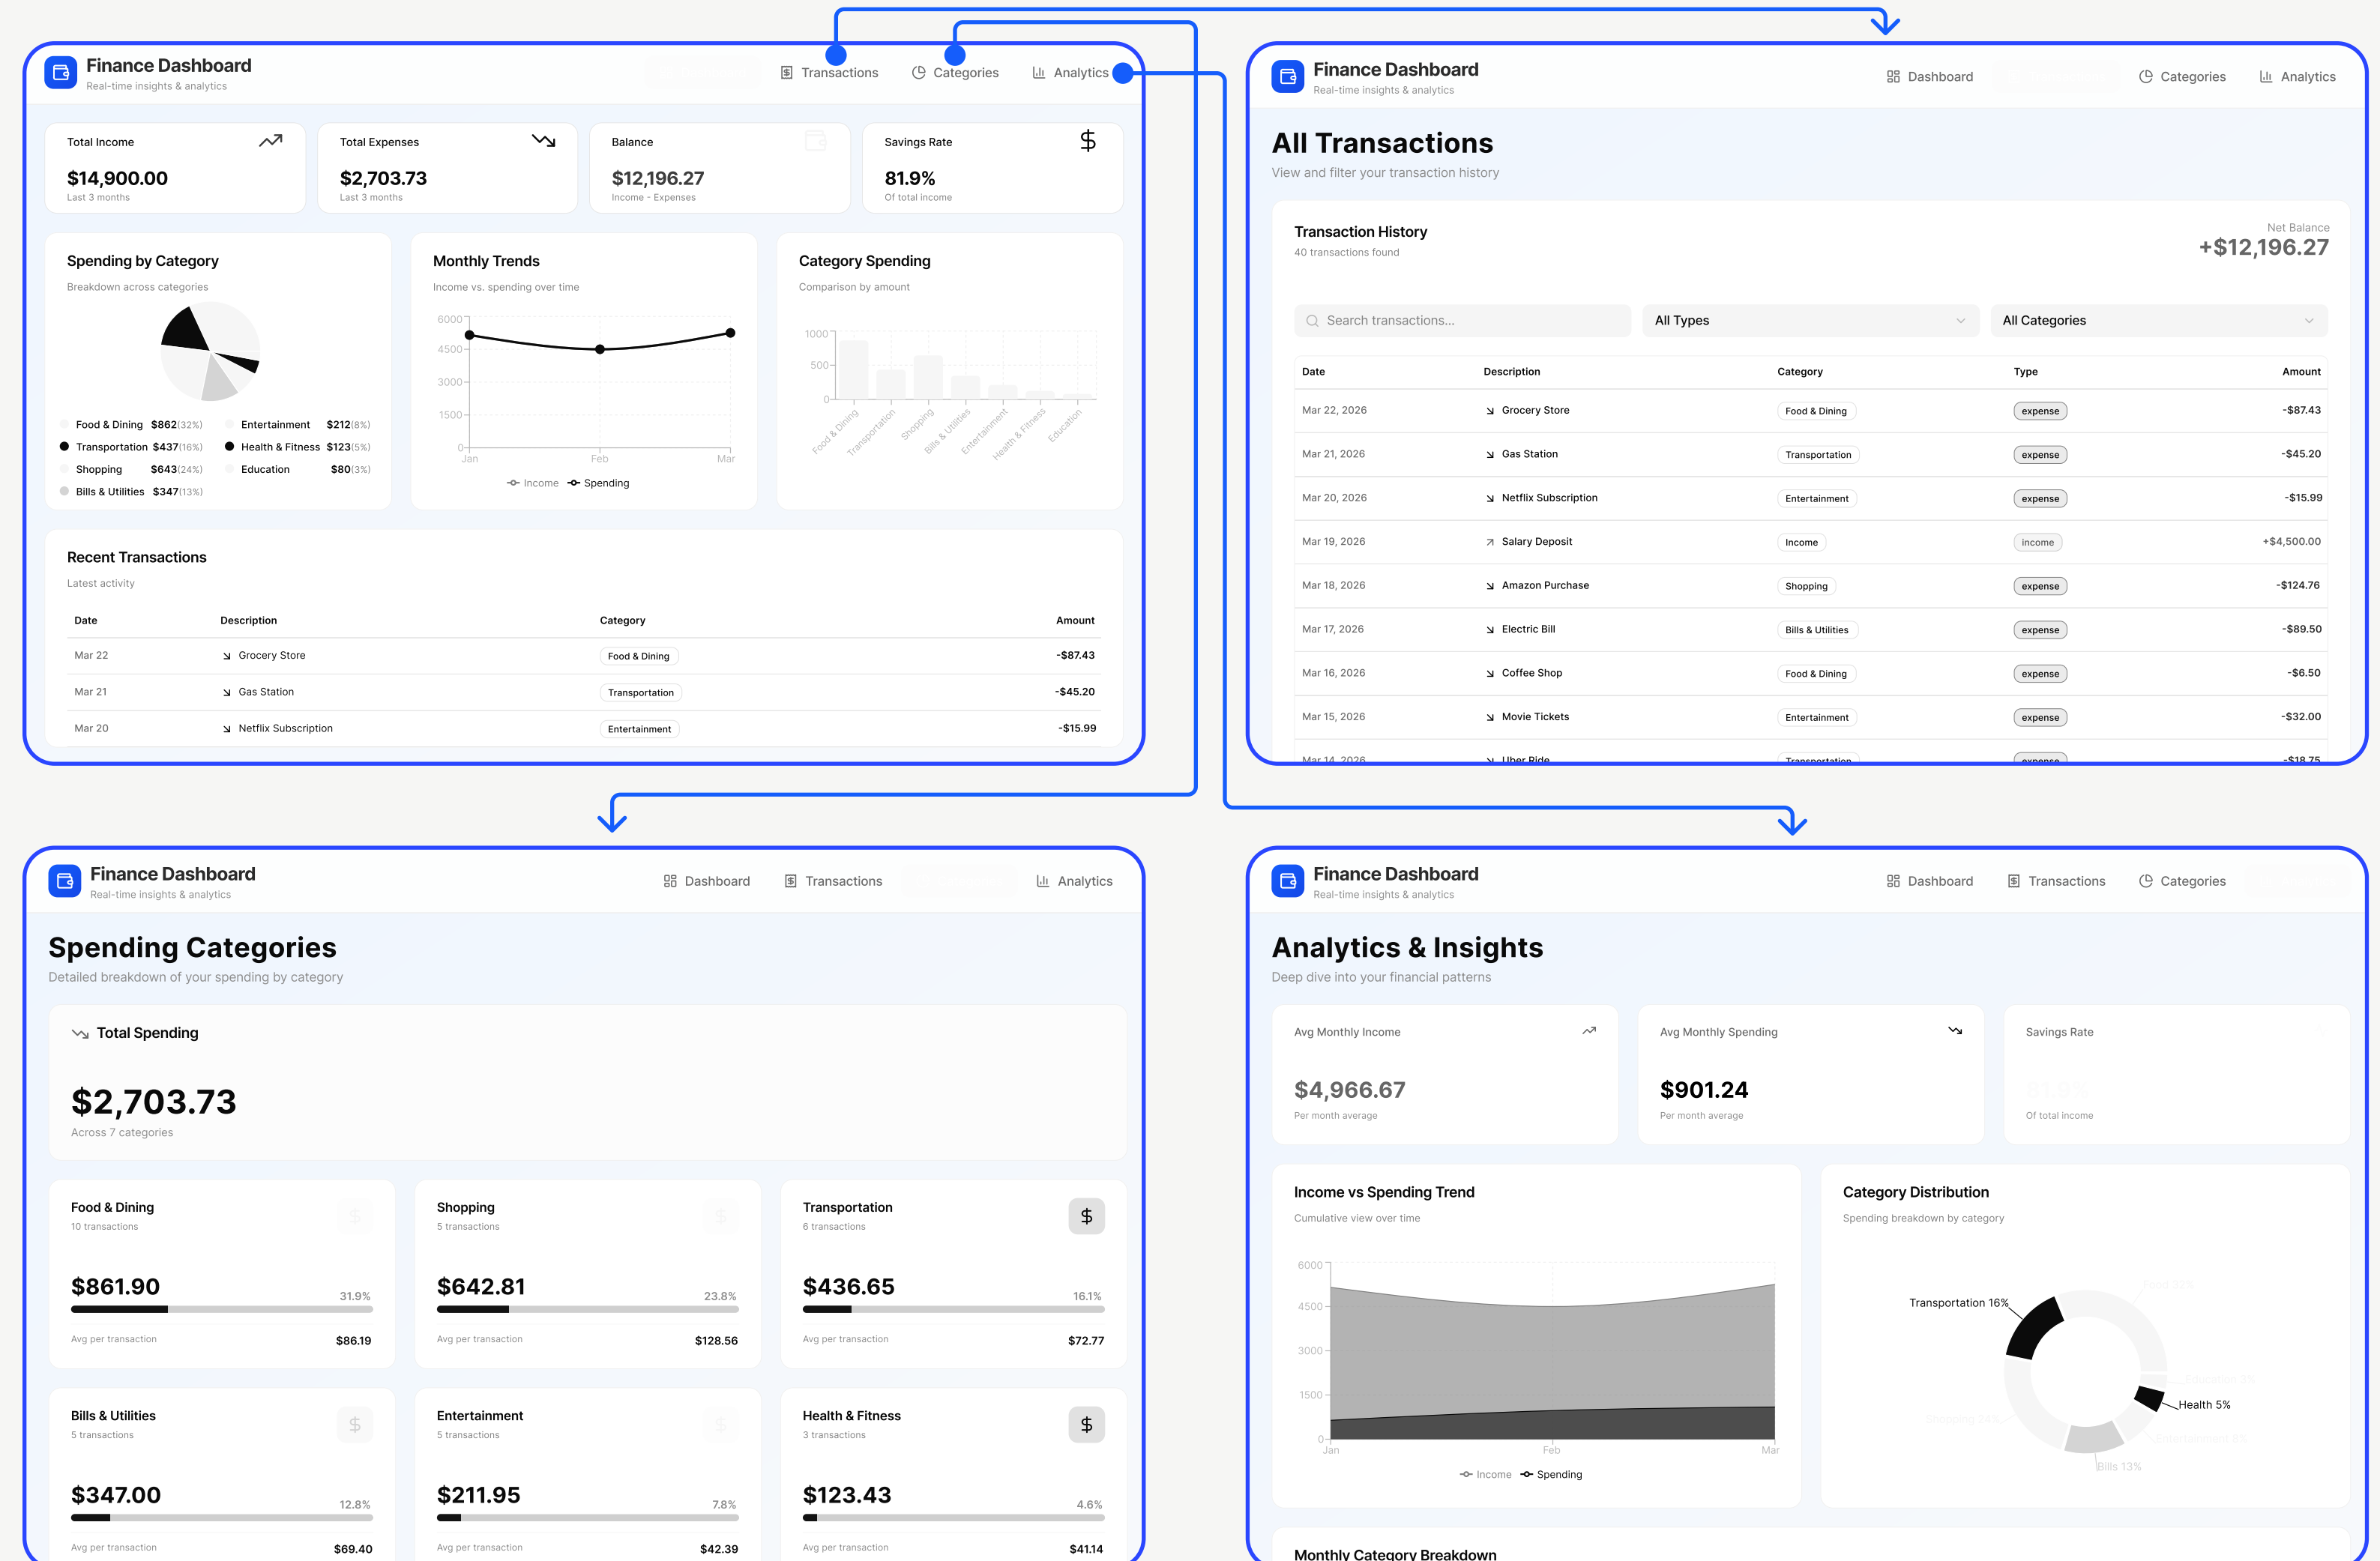 Finance Dashboard
Real-time insights & analytics
Transactions
Categories
Analytics
Total Income
$14,900.00
Last 3 months
Total Expenses
$2,703.73
Last 3 months
Balance
$12,196.27
Income - Expenses
Savings Rate
81.9%
Of total income
Spending by Category
Breakdown across categories
Food & Dining $862(32%)
Entertainment $212(8%)
Transportation $437(16%)
Health & Fitness $123(5%)
Shopping $643(24%)
Education $80(3%)
Bills & Utilities $347(13%)
Monthly Trends
Income vs. spending over time
6000
4500
3000
1500
0
Jan Feb Mar
Income Spending
Category Spending
Comparison by amount
1000
500
0
Food & Dining
Transportation
Shopping
Bills & Utilities
Entertainment
Health & Fitness
Education
Recent Transactions
Latest activity
Date Description Category Amount
Mar 22 Grocery Store Food & Dining -$87.43
Mar 21 Gas Station Transportation -$45.20
Mar 20 Netflix Subscription Entertainment -$15.99
Finance Dashboard
Real-time insights & analytics
Dashboard
Categories
Analytics
All Transactions
View and filter your transaction history
Transaction History
40 transactions found
Net Balance
+$12,196.27
Search transactions...
All Types
All Categories
Date Description Category Type Amount
Mar 22, 2026 Grocery Store Food & Dining expense -$87.43
Mar 21, 2026 Gas Station Transportation expense -$45.20
Mar 20, 2026 Netflix Subscription Entertainment expense -$15.99
Mar 19, 2026 Salary Deposit Income income +$4,500.00
Mar 18, 2026 Amazon Purchase Shopping expense -$124.76
Mar 17, 2026 Electric Bill Bills & Utilities expense -$89.50
Mar 16, 2026 Coffee Shop Food & Dining expense -$6.50
Mar 15, 2026 Movie Tickets Entertainment expense -$32.00
Mar 14, 2026 Uber Ride Transportation expense -$18.75
Finance Dashboard
Real-time insights & analytics
Dashboard
Transactions
Analytics
Spending Categories
Detailed breakdown of your spending by category
Total Spending
$2,703.73
Across 7 categories
Food & Dining
10 transactions
$861.90
31.9%
Avg per transaction $86.19
Shopping
5 transactions
$642.81
23.8%
Avg per transaction $128.56
Transportation
6 transactions
$436.65
16.1%
Avg per transaction $72.77
Bills & Utilities
5 transactions
$347.00
12.8%
Avg per transaction $69.40
Entertainment
5 transactions
$211.95
7.8%
Avg per transaction $42.39
Health & Fitness
3 transactions
$123.43
4.6%
Avg per transaction $41.14
Finance Dashboard
Real-time insights & analytics
Dashboard
Transactions
Categories
Analytics & Insights
Deep dive into your financial patterns
Avg Monthly Income
$4,966.67
Per month average
Avg Monthly Spending
$901.24
Per month average
Savings Rate
Of total income
Income vs Spending Trend
Cumulative view over time
6000
4500
3000
1500
0
Jan Feb Mar
Income Spending
Category Distribution
Spending breakdown by category
Food 32%
Transportation 16%
Education 3%
Health 5%
Shopping 24%
Entertainment 8%
Bills 13%
Monthly Category Breakdown